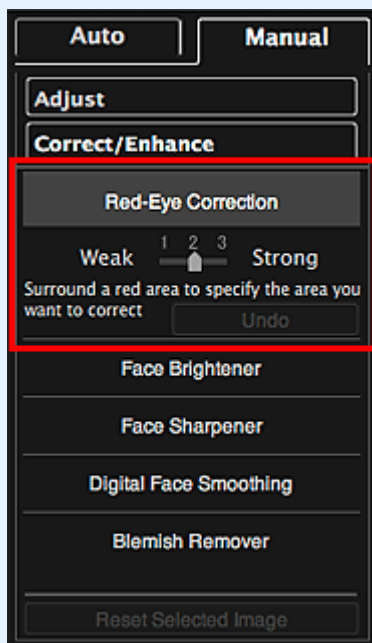 Auto Manual
Adjust
Correct/Enhance
Red-Eye Correction
1 2 3
Weak Strong
Surround a red area to specify the area you
want to correct Undo
Face Brightener
Face Sharpener
Digital Face Smoothing
Blemish Remover
Reset Selected Image